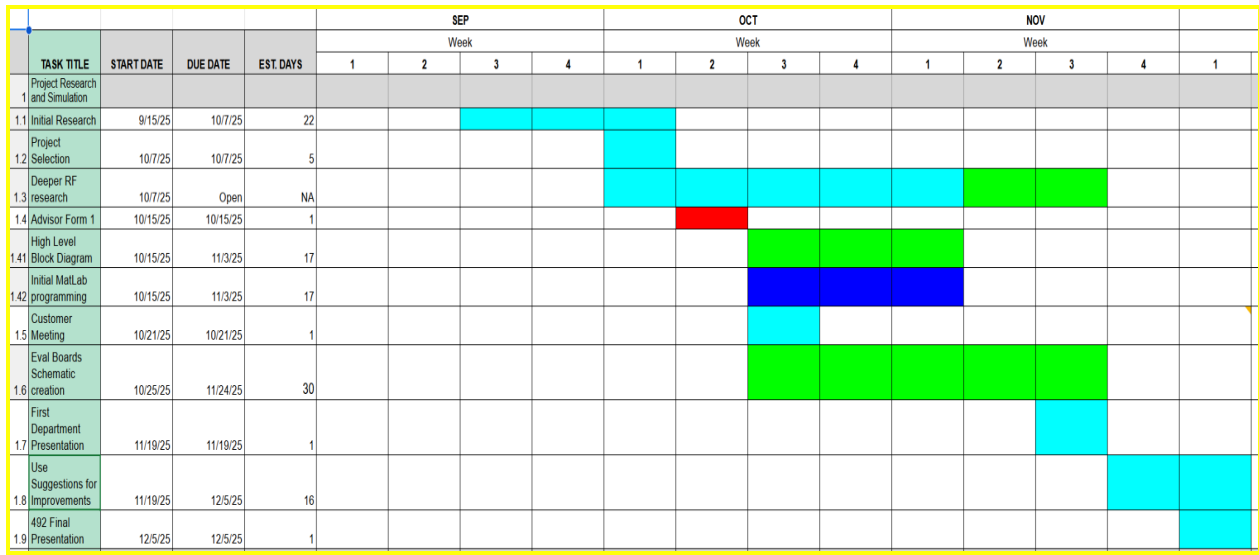 SEP OCT NOV
Week Week Week
TASK TITLE START DATE DUE DATE EST. DAYS 1 2 3 4 1 2 3 4 1 2 3 4 1
1 Project Research
and Simulation
1.1 Initial Research 9/15/25 10/7/25 22
Project
1.2 Selection 10/7/25 10/7/25 5
Deeper RF
1.3 research 10/7/25 Open NA
1.4 Advisor Form 1 10/15/25 10/15/25 1
High Level
1.41 Block Diagram 10/15/25 11/3/25 17
Initial MatLab
1.42 programming 10/15/25 11/3/25 17
Customer
1.5 Meeting 10/21/25 10/21/25 1
Eval Boards
Schematic
1.6 creation 10/25/25 11/24/25 30
First
Department
1.7 Presentation 11/19/25 11/19/25 1
Use
Suggestions for
1.8 Improvements 11/19/25 12/5/25 16
492 Final
1.9 Presentation 12/5/25 12/5/25 1